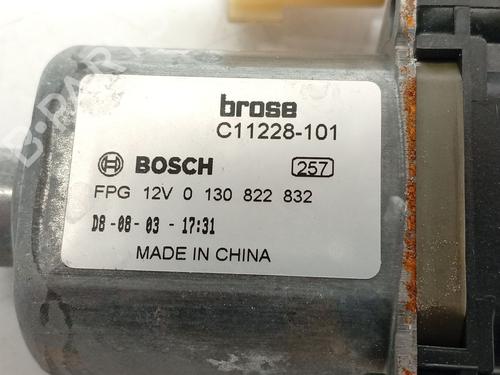 brose
C11228-101
BOSCH 257
FPG 12V 0 130 822 832
D8-08-03 - 17:31
MADE IN CHINA
B-PARTS